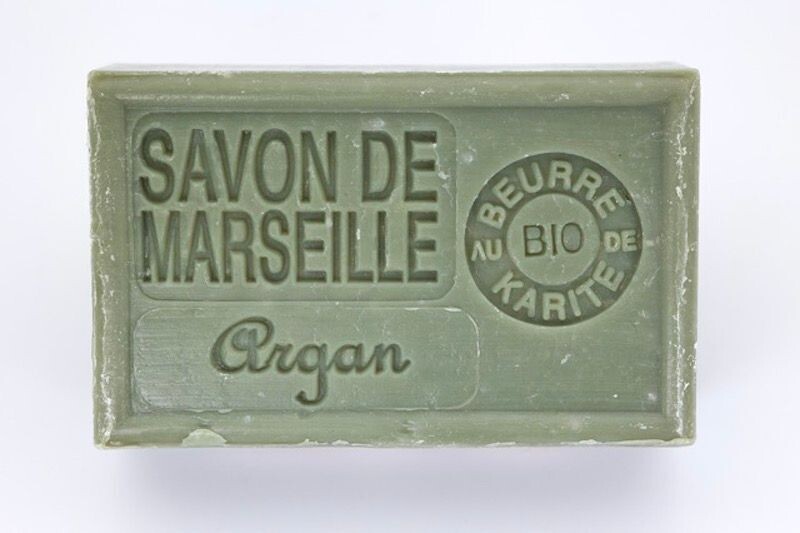 SAVON DE
MARSEILLE
Argan
AU BEURRE DE KARITE
BIO